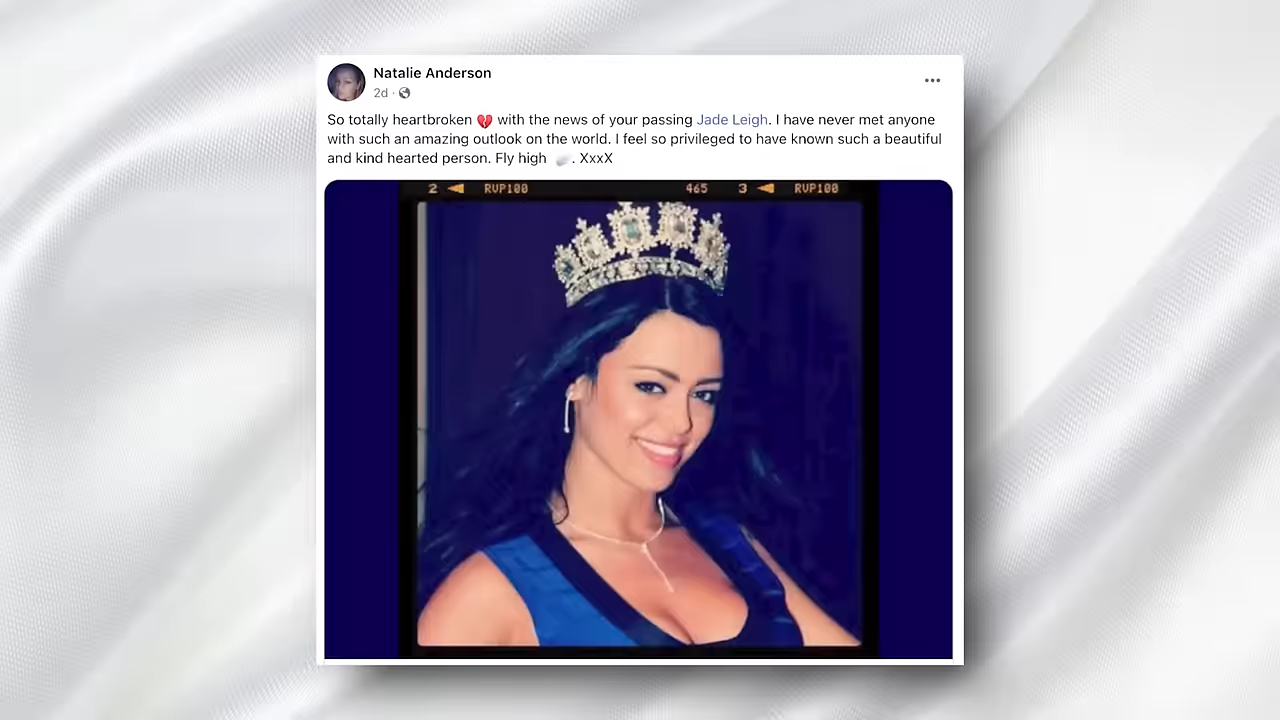 Natalie Anderson
2d ·
So totally heartbroken 💔 with the news of your passing Jade Leigh. I have never met anyone
with such an amazing outlook on the world. I feel so privileged to have known such a beautiful
and kind hearted person. Fly high 🪽. XxxX
2 RVP100 465 3 RVP100